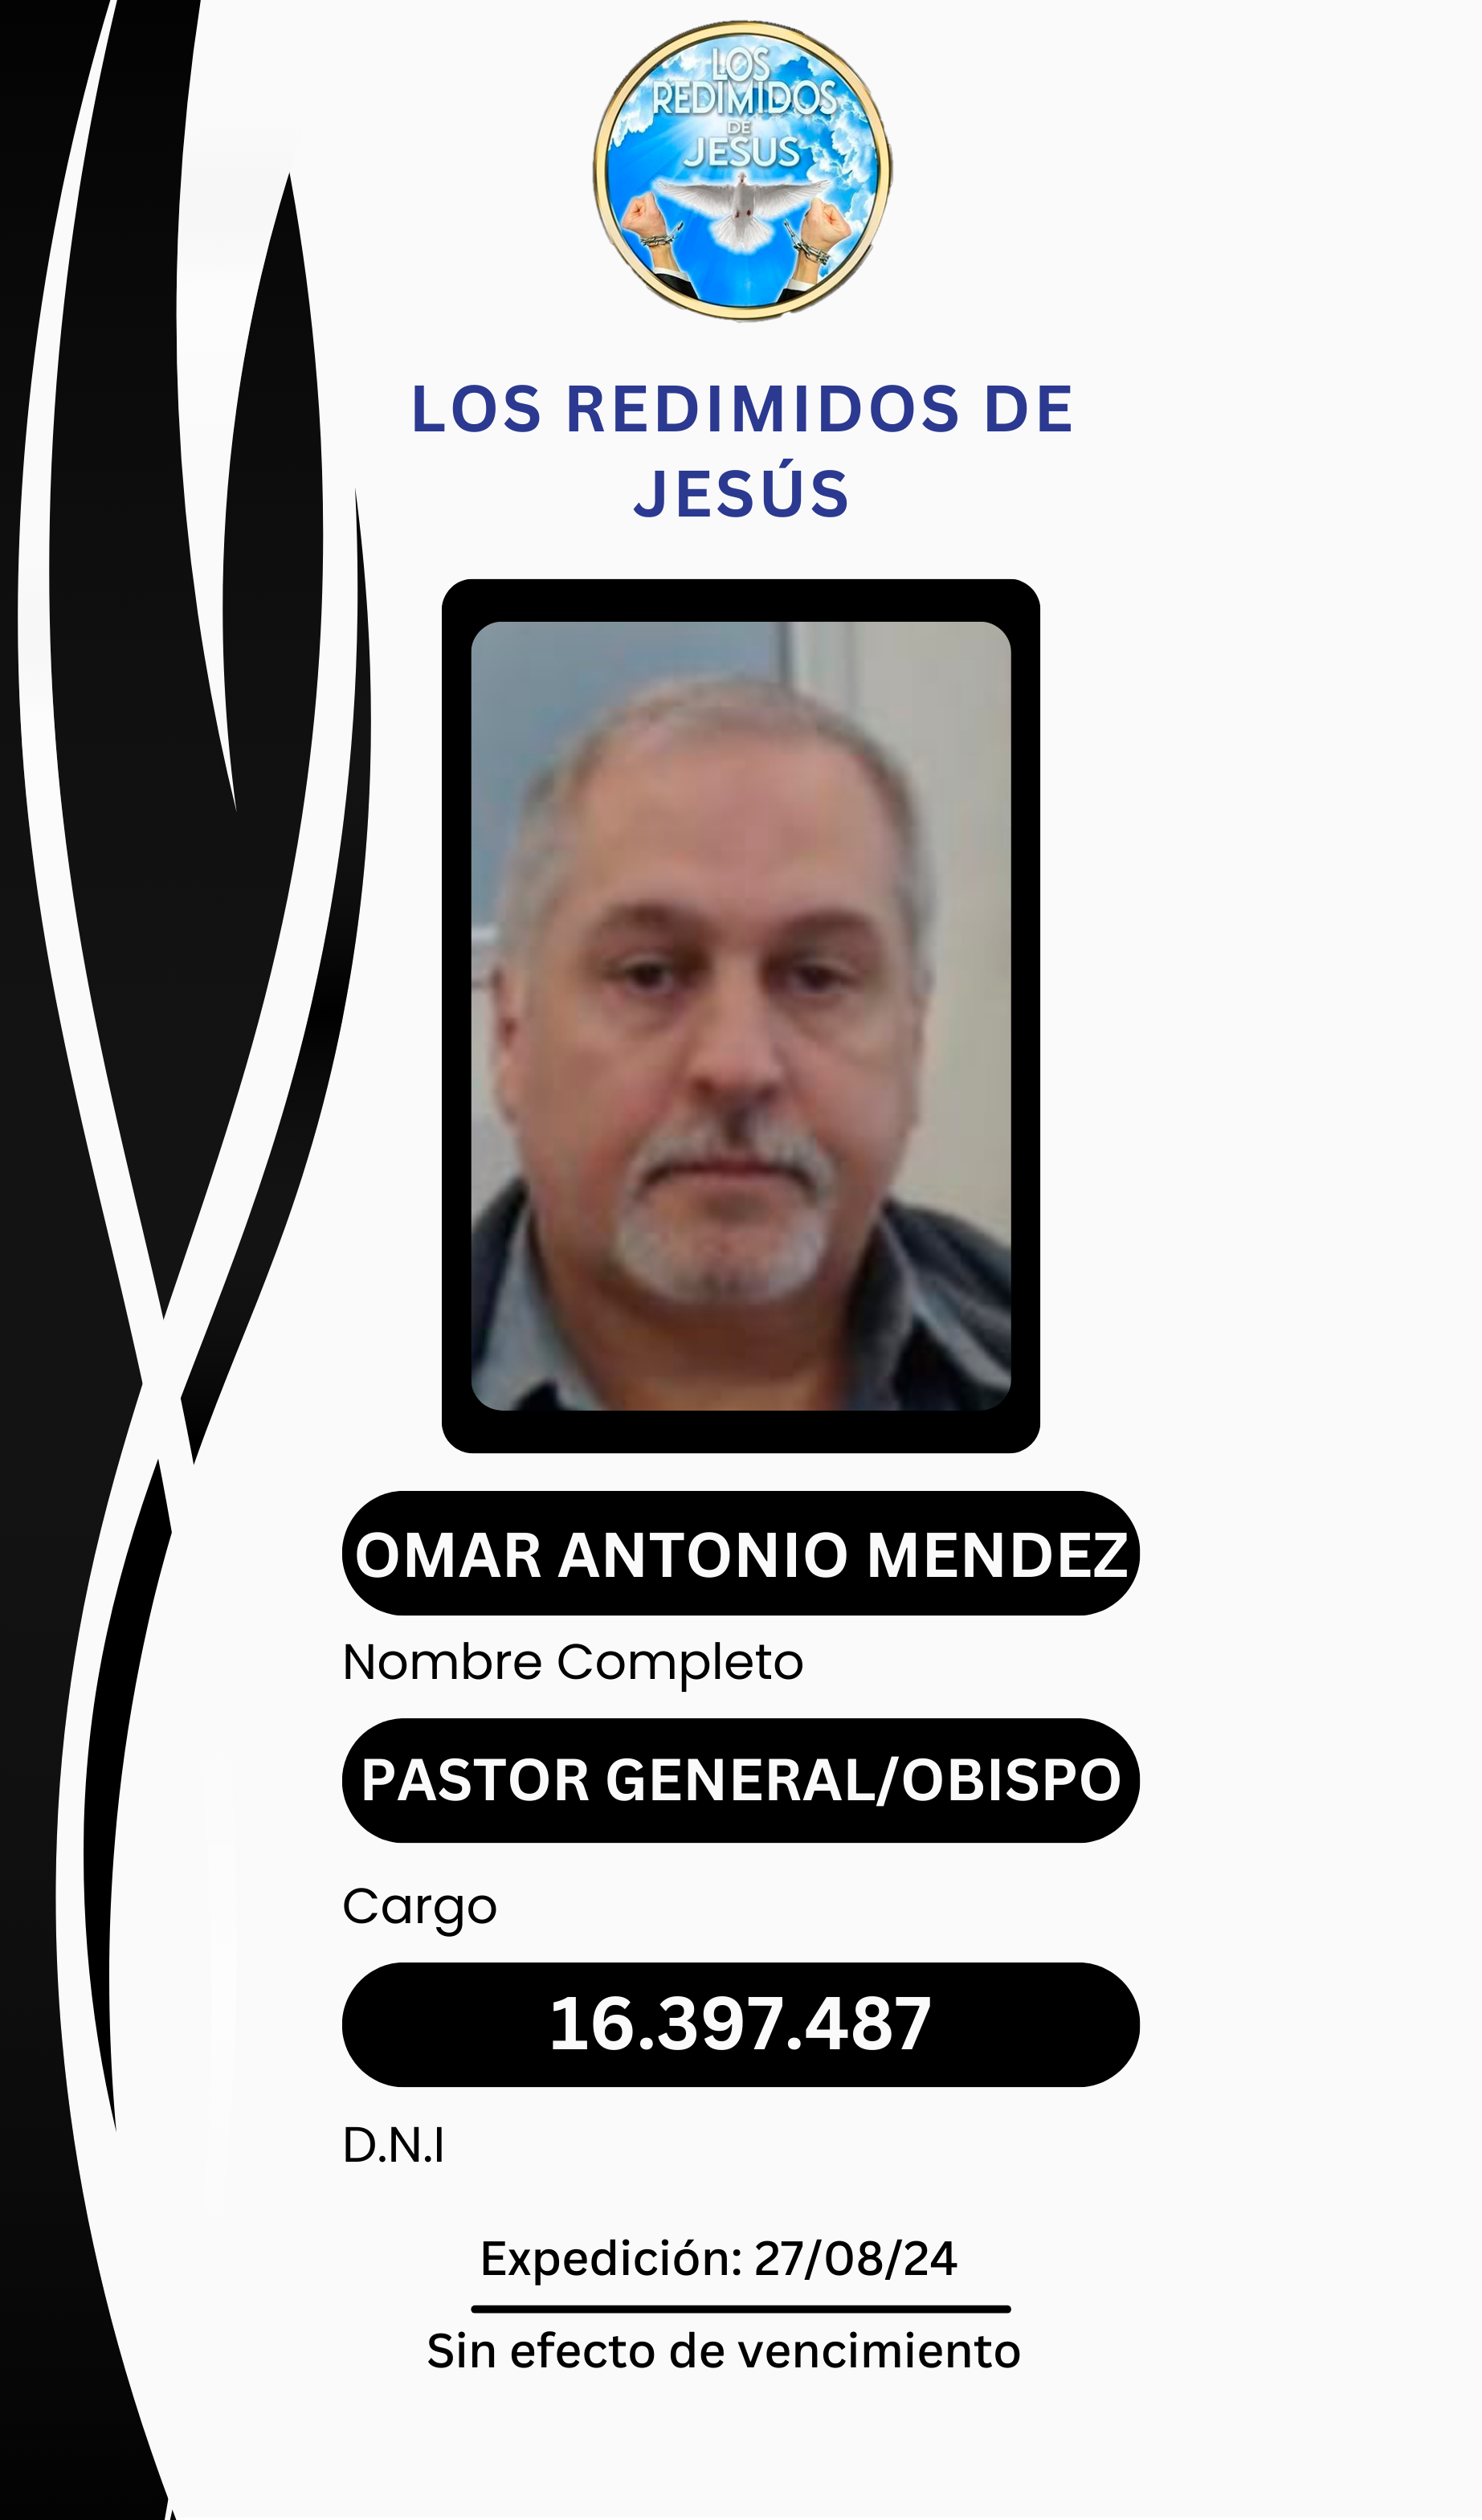 LOS
REDIMIDOS
DE
JESUS
LOS REDIMIDOS DE
JESÚS
OMAR ANTONIO MENDEZ
Nombre Completo
PASTOR GENERAL/OBISPO
Cargo
16.397.487
D.N.I
Expedición: 27/08/24
Sin efecto de vencimiento